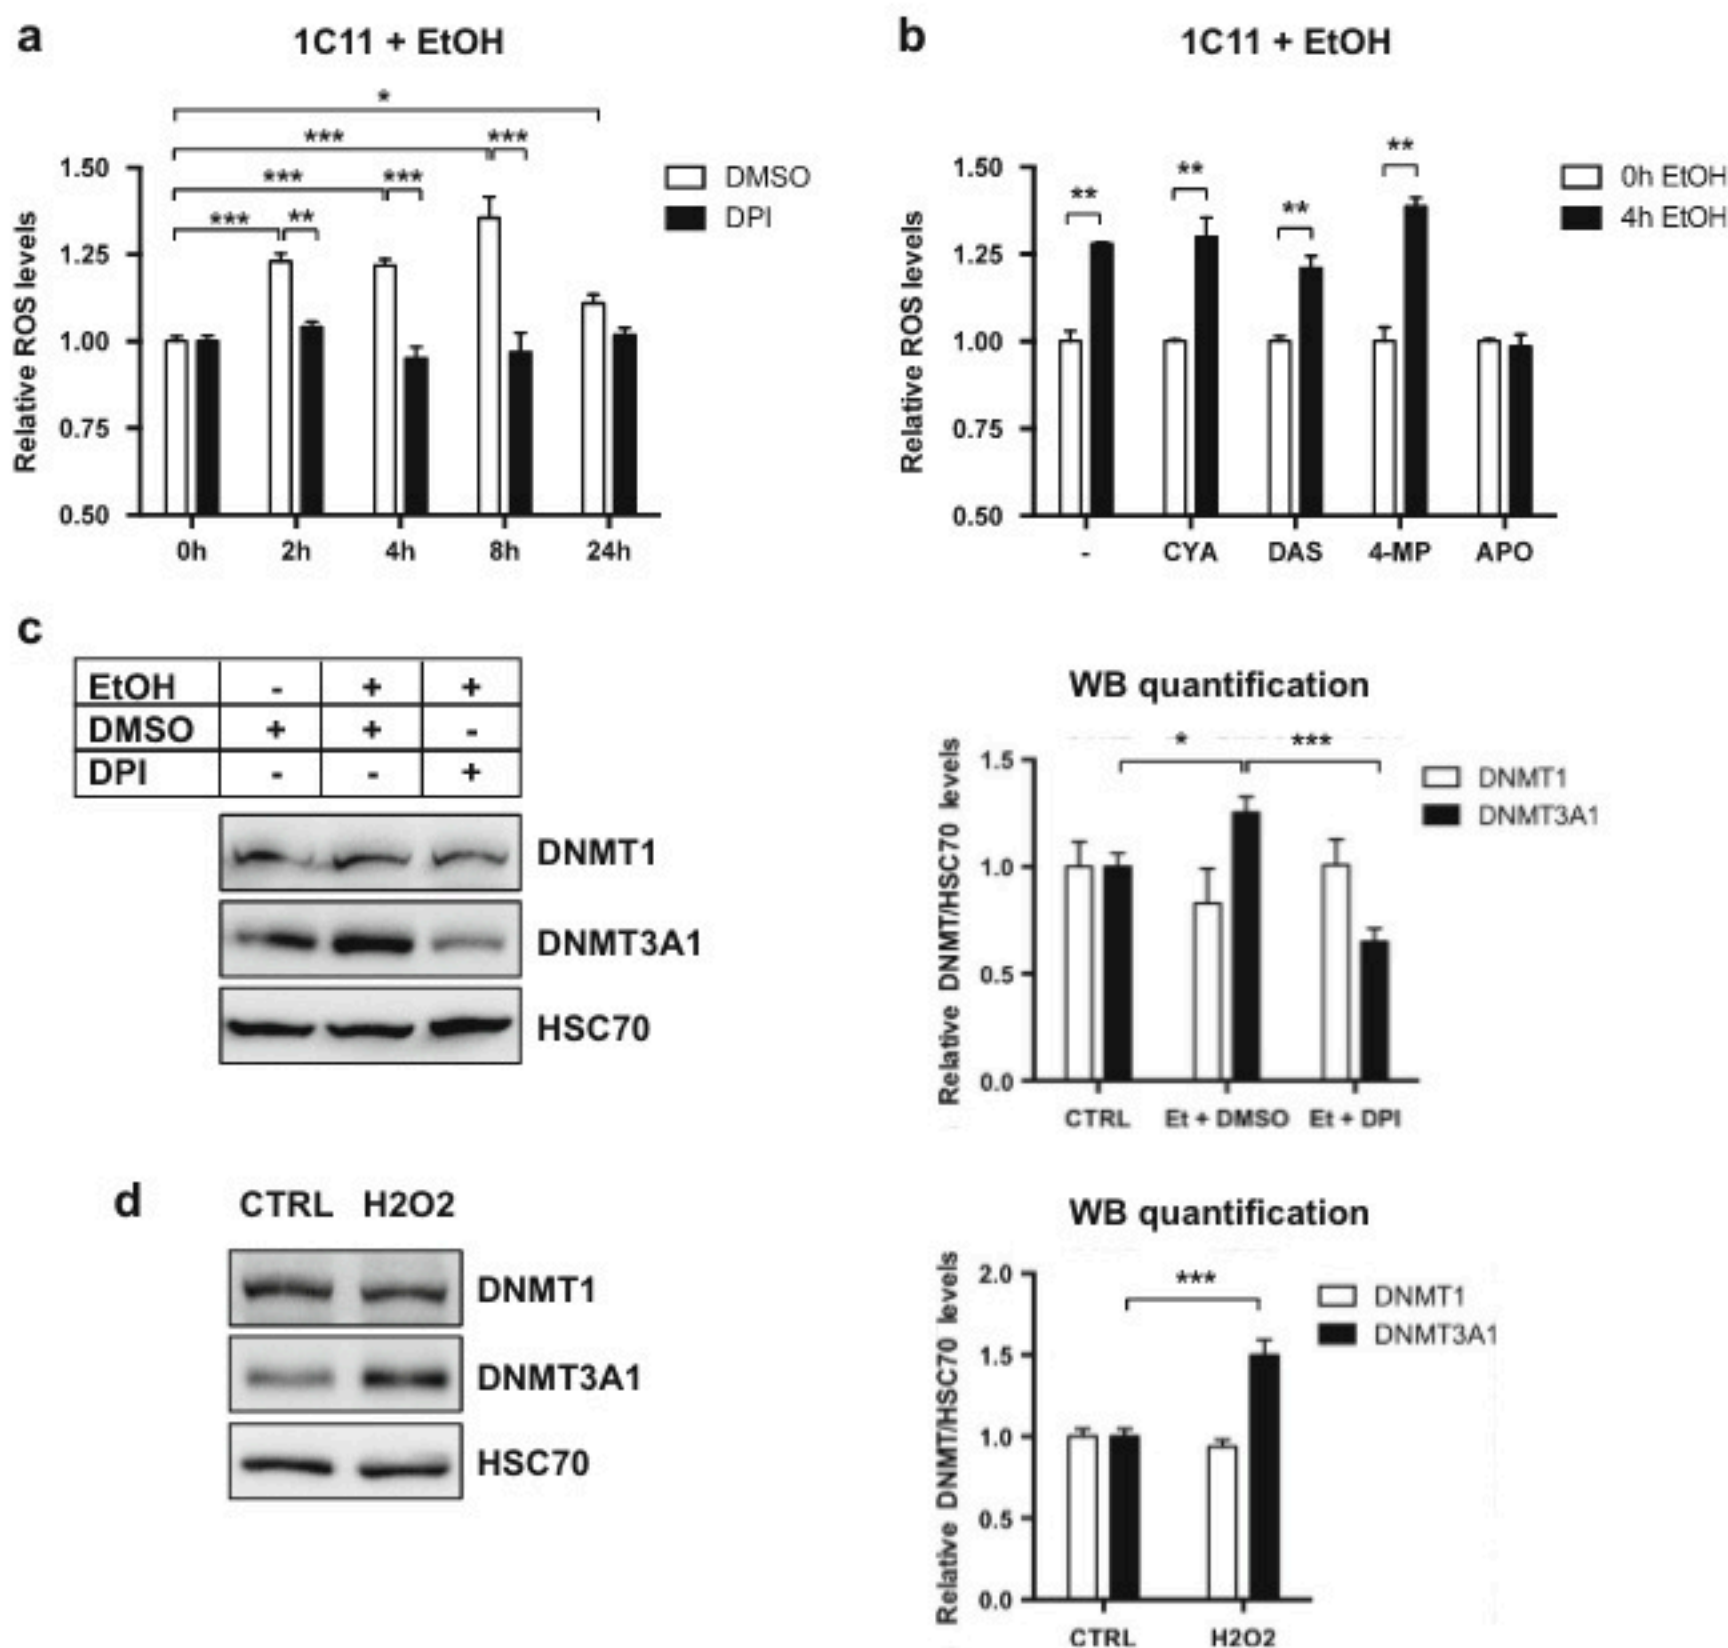 a
1C11 + EtOH
*
*** ***
*** ***
*** **
Relative ROS levels
1.50
1.25
1.00
0.75
0.50
0h 2h 4h 8h 24h
DMSO
DPI
b
1C11 + EtOH
** ** ** **
Relative ROS levels
1.50
1.25
1.00
0.75
0.50
- CYA DAS 4-MP APO
0h EtOH
4h EtOH
c
EtOH - + +
DMSO + + -
DPI - - +
DNMT1
DNMT3A1
HSC70
WB quantification
* ***
Relative DNMT/HSC70 levels
1.5
1.0
0.5
0.0
CTRL Et + DMSO Et + DPI
DNMT1
DNMT3A1
d
CTRL H2O2
DNMT1
DNMT3A1
HSC70
WB quantification
***
Relative DNMT/HSC70 levels
2.0
1.5
1.0
0.5
0.0
CTRL H2O2
DNMT1
DNMT3A1